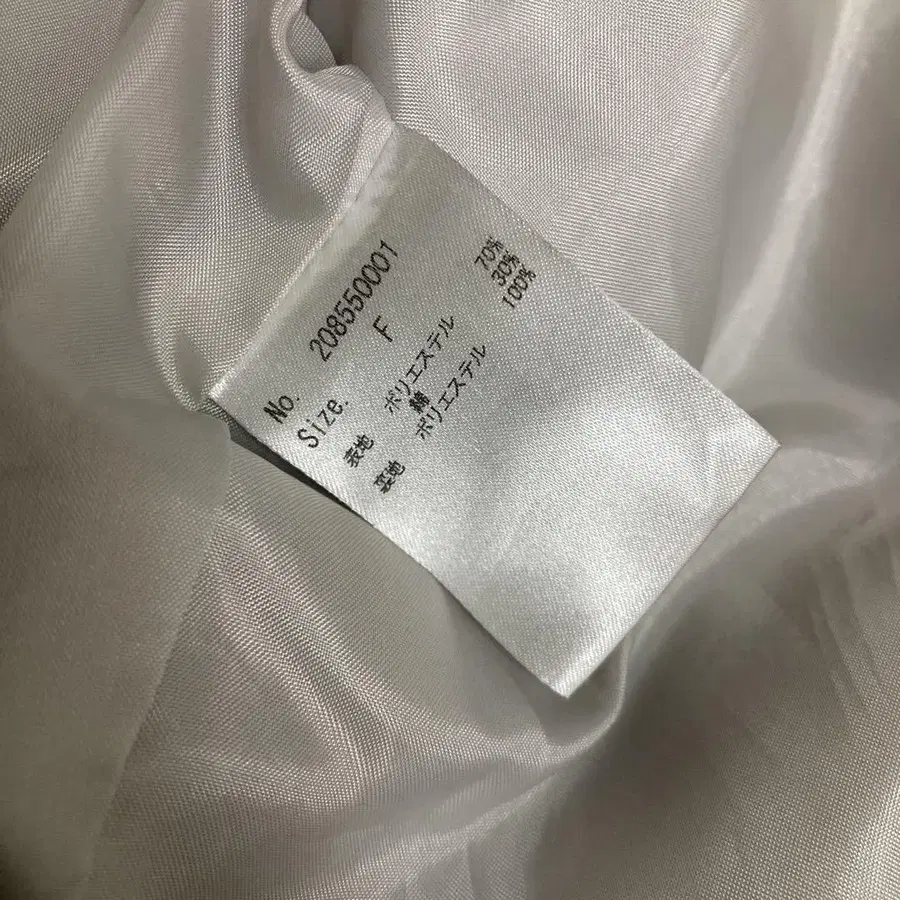 No. 208550001
Size. F
表地 ポリエステル 70%
綿 30%
裏地 ポリエステル 100%